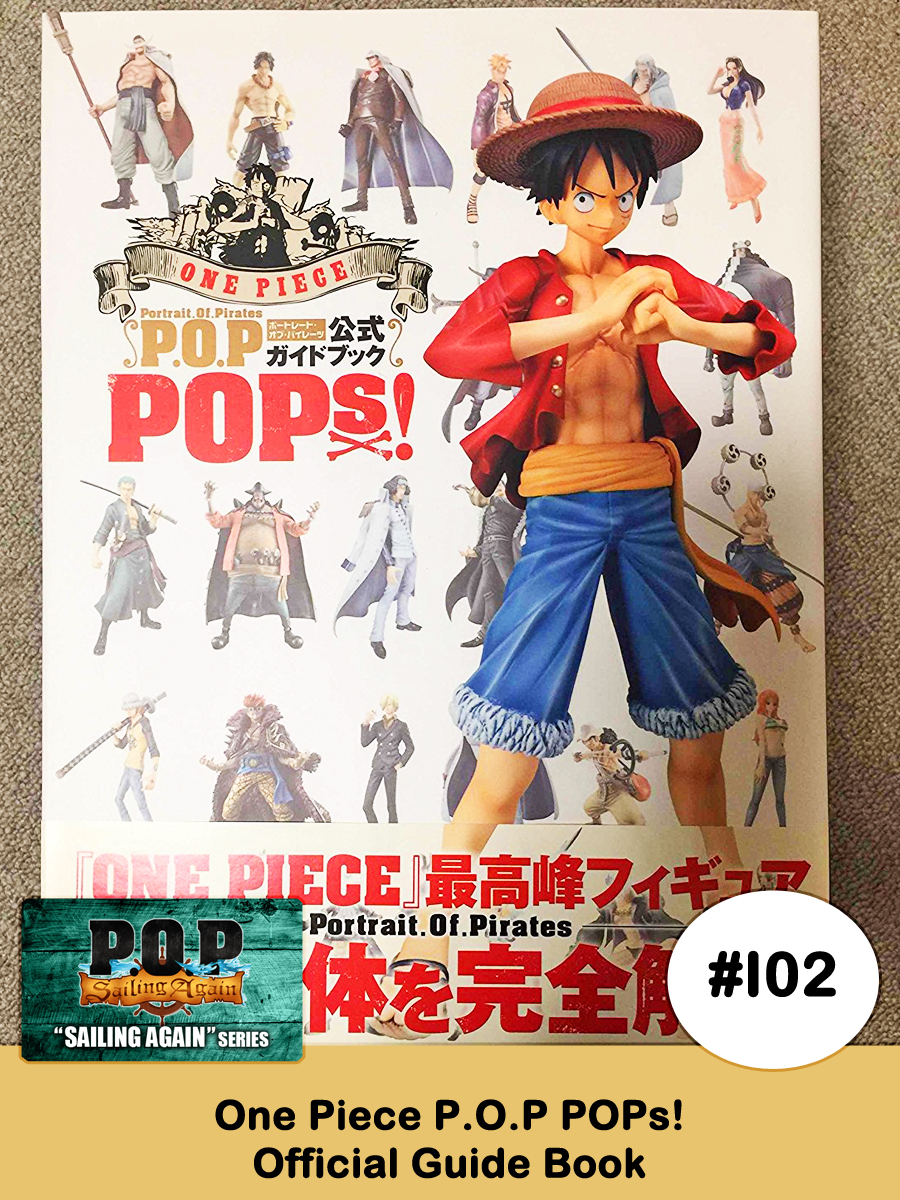 ONE PIECE
Portrait.Of.Pirates
P.O.P
ポートレート・
オブ・パイレーツ
公式
ガイドブック
POPs!
『ONE PIECE』最高峰フィギュア
Portrait.Of.Pirates
体を完全解
P.O.P
Sailing Again
“SAILING AGAIN” SERIES
#102
One Piece P.O.P POPs!
Official Guide Book